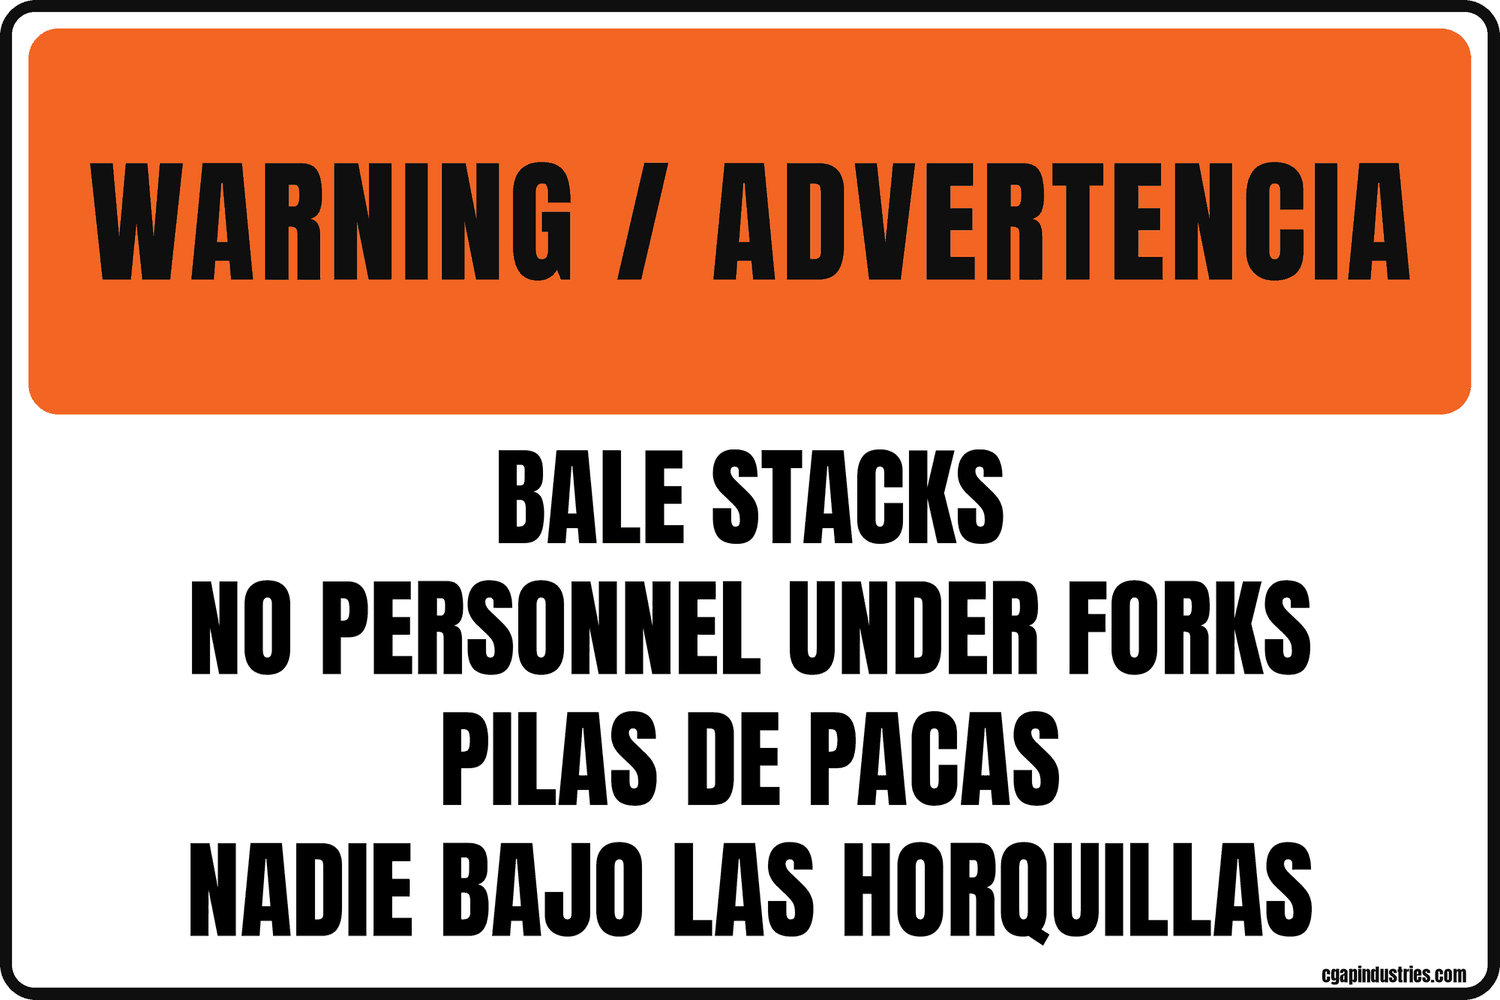 WARNING / ADVERTENCIA
BALE STACKS
NO PERSONNEL UNDER FORKS
PILAS DE PACAS
NADIE BAJO LAS HORQUILLAS
cgapindustries.com